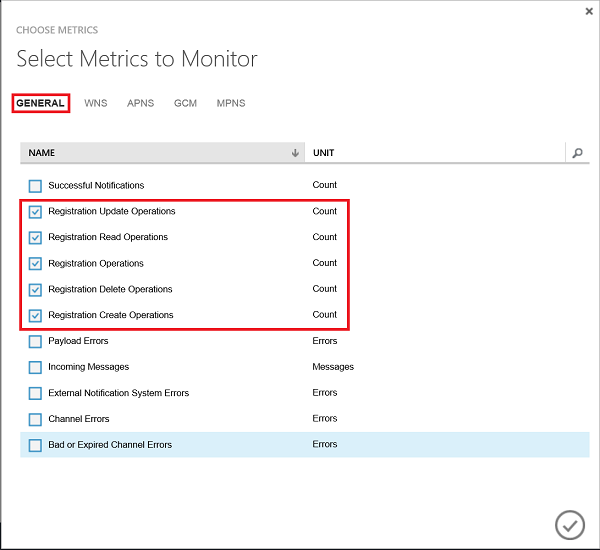 CHOOSE METRICS
Select Metrics to Monitor
GENERAL WNS APNS GCM MPNS
NAME UNIT
Successful Notifications Count
Registration Update Operations Count
Registration Read Operations Count
Registration Operations Count
Registration Delete Operations Count
Registration Create Operations Count
Payload Errors Errors
Incoming Messages Messages
External Notification System Errors Errors
Channel Errors Errors
Bad or Expired Channel Errors Errors